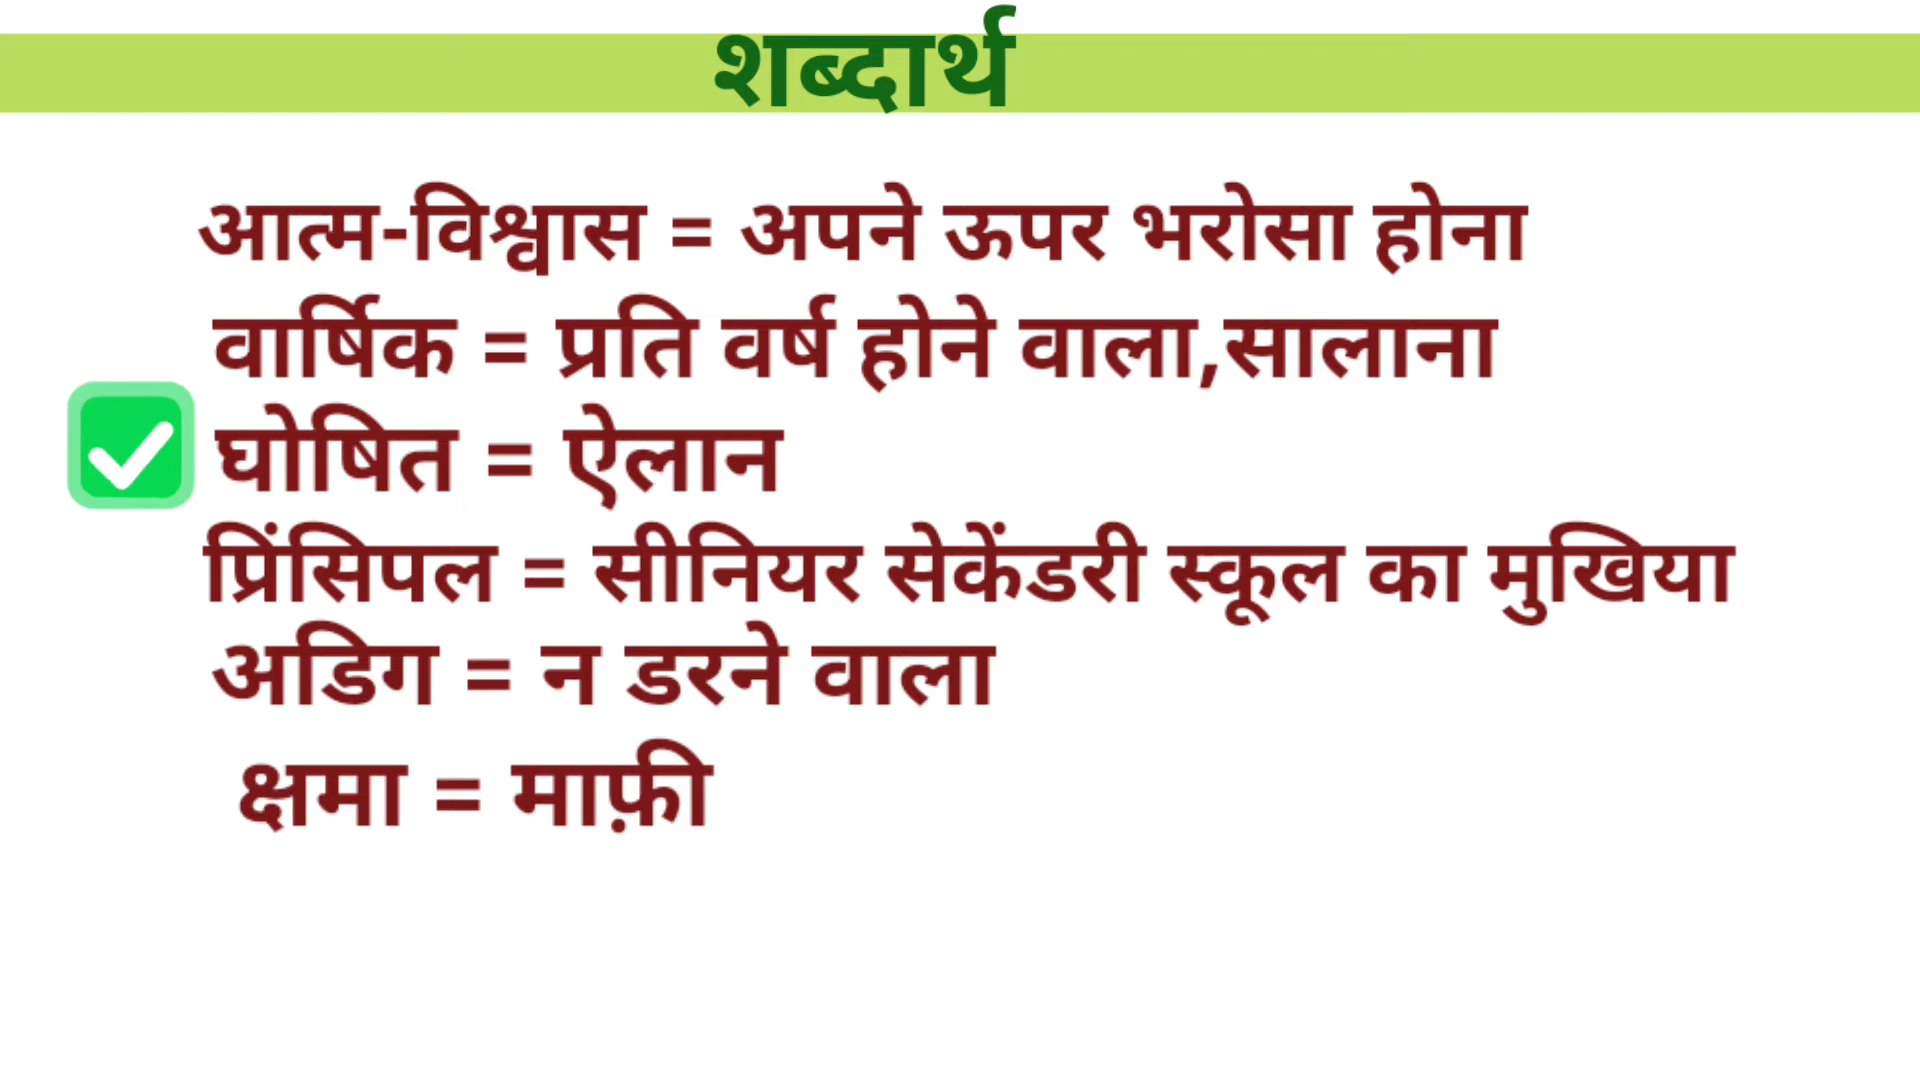 शब्दार्थ
आत्म-विश्वास = अपने ऊपर भरोसा होना
वार्षिक = प्रति वर्ष होने वाला,सालाना
घोषित = ऐलान
प्रिंसिपल = सीनियर सेकेंडरी स्कूल का मुखिया
अडिग = न डरने वाला
क्षमा = माफ़ी